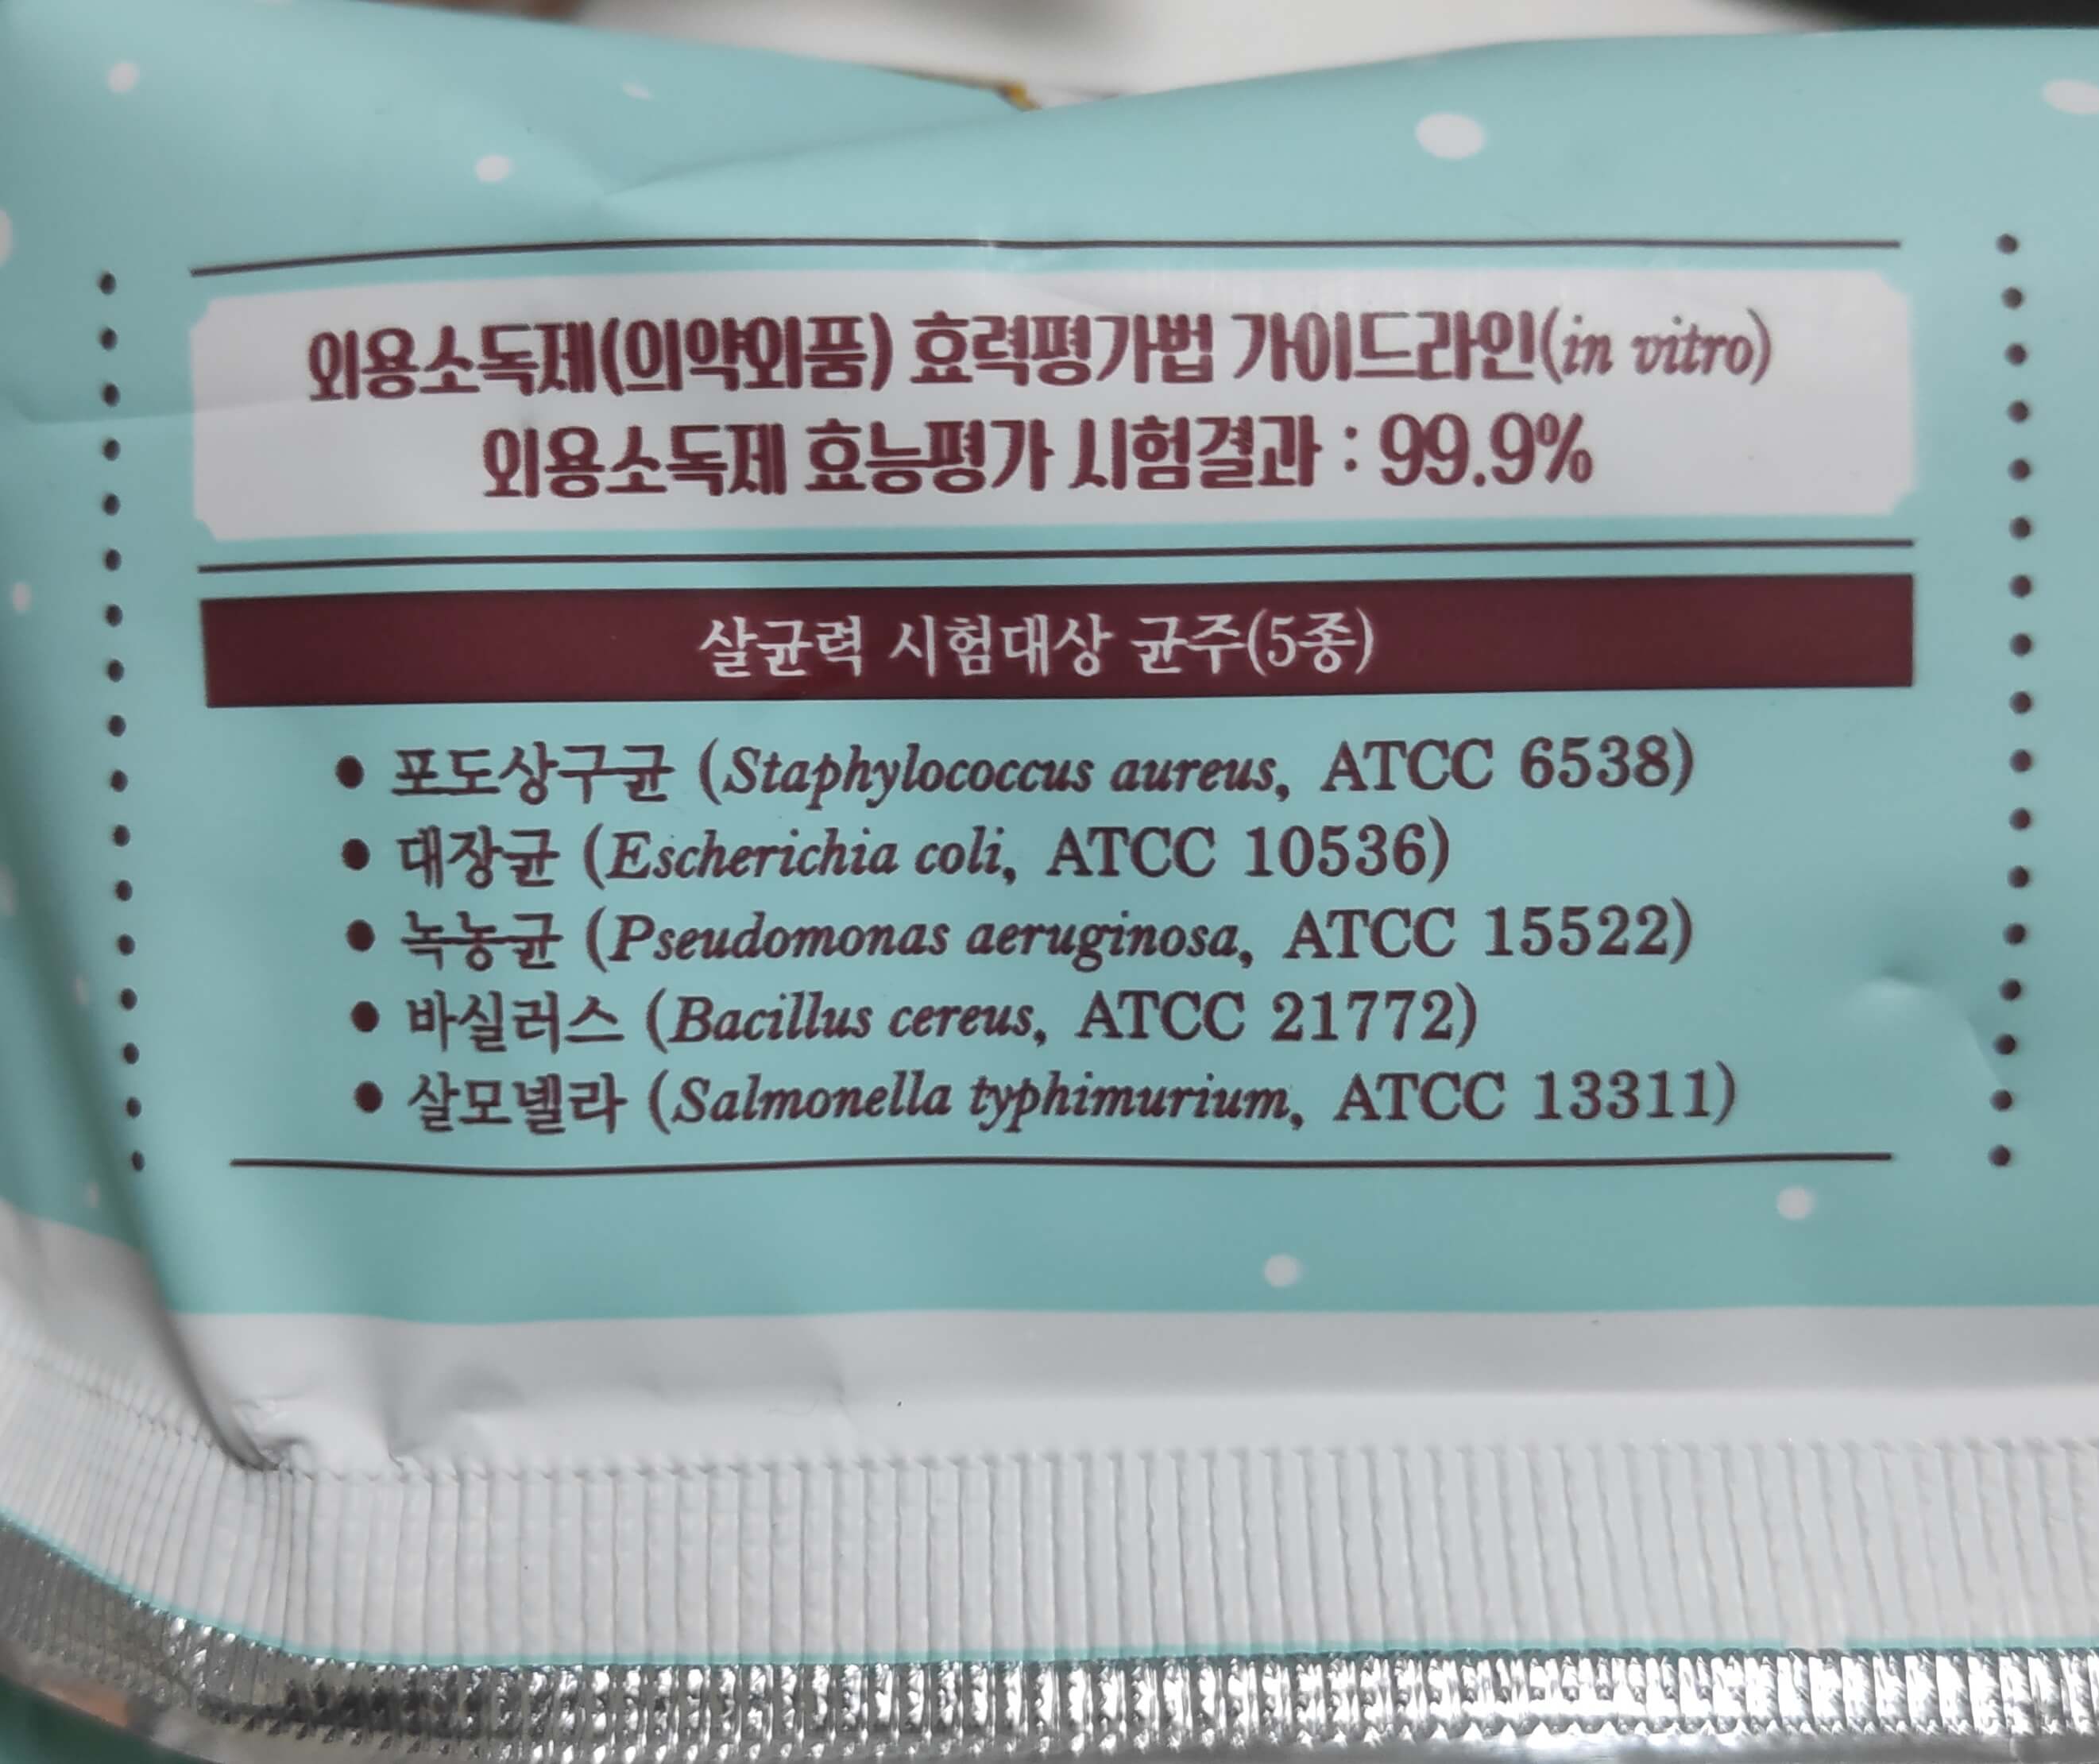 외용소독제(의약외품) 효력평가법 가이드라인(in vitro)
외용소독제 효능평가 시험결과 : 99.9%
살균력 시험대상 균주(5종)
• 포도상구균 (Staphylococcus aureus, ATCC 6538)
• 대장균 (Escherichia coli, ATCC 10536)
• 녹농균 (Pseudomonas aeruginosa, ATCC 15522)
• 바실러스 (Bacillus cereus, ATCC 21772)
• 살모넬라 (Salmonella typhimurium, ATCC 13311)